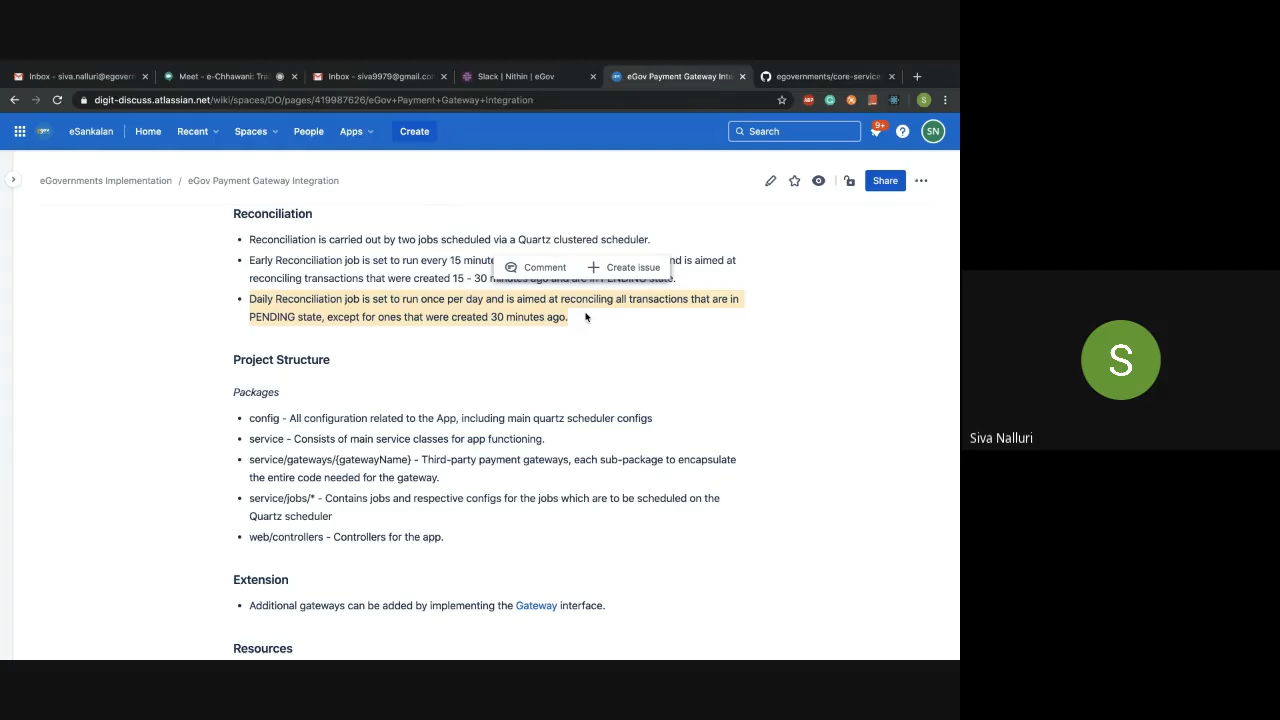 Inbox - siva.nalluri@egovern
Meet - e-Chhawani: Tra
Inbox - siva9979@gmail.co
Slack | Nithin | eGov
eGov Payment Gateway Int
egovernments/core-service
digit-discuss.atlassian.net/wiki/spaces/DO/pages/419987626/eGov+Payment+Gateway+Integration
S
eSankalan
Home
Recent
Spaces
People
Apps
Create
Search
9+
SN
eGovernments Implementation / eGov Payment Gateway Integration
Share
Reconciliation
• Reconciliation is carried out by two jobs scheduled via a Quartz clustered scheduler.
• Early Reconciliation job is set to run every 15 minute nd is aimed at
Comment
Create issue
reconciling transactions that were created 15 - 30 minutes ago and are in PENDING state.
• Daily Reconciliation job is set to run once per day and is aimed at reconciling all transactions that are in
PENDING state, except for ones that were created 30 minutes ago.
Project Structure
Packages
• config - All configuration related to the App, including main quartz scheduler configs
• service - Consists of main service classes for app functioning.
• service/gateways/{gatewayName} - Third-party payment gateways, each sub-package to encapsulate
the entire code needed for the gateway.
• service/jobs/* - Contains jobs and respective configs for the jobs which are to be scheduled on the
Quartz scheduler
• web/controllers - Controllers for the app.
Extension
• Additional gateways can be added by implementing the Gateway interface.
Resources
S
Siva Nalluri